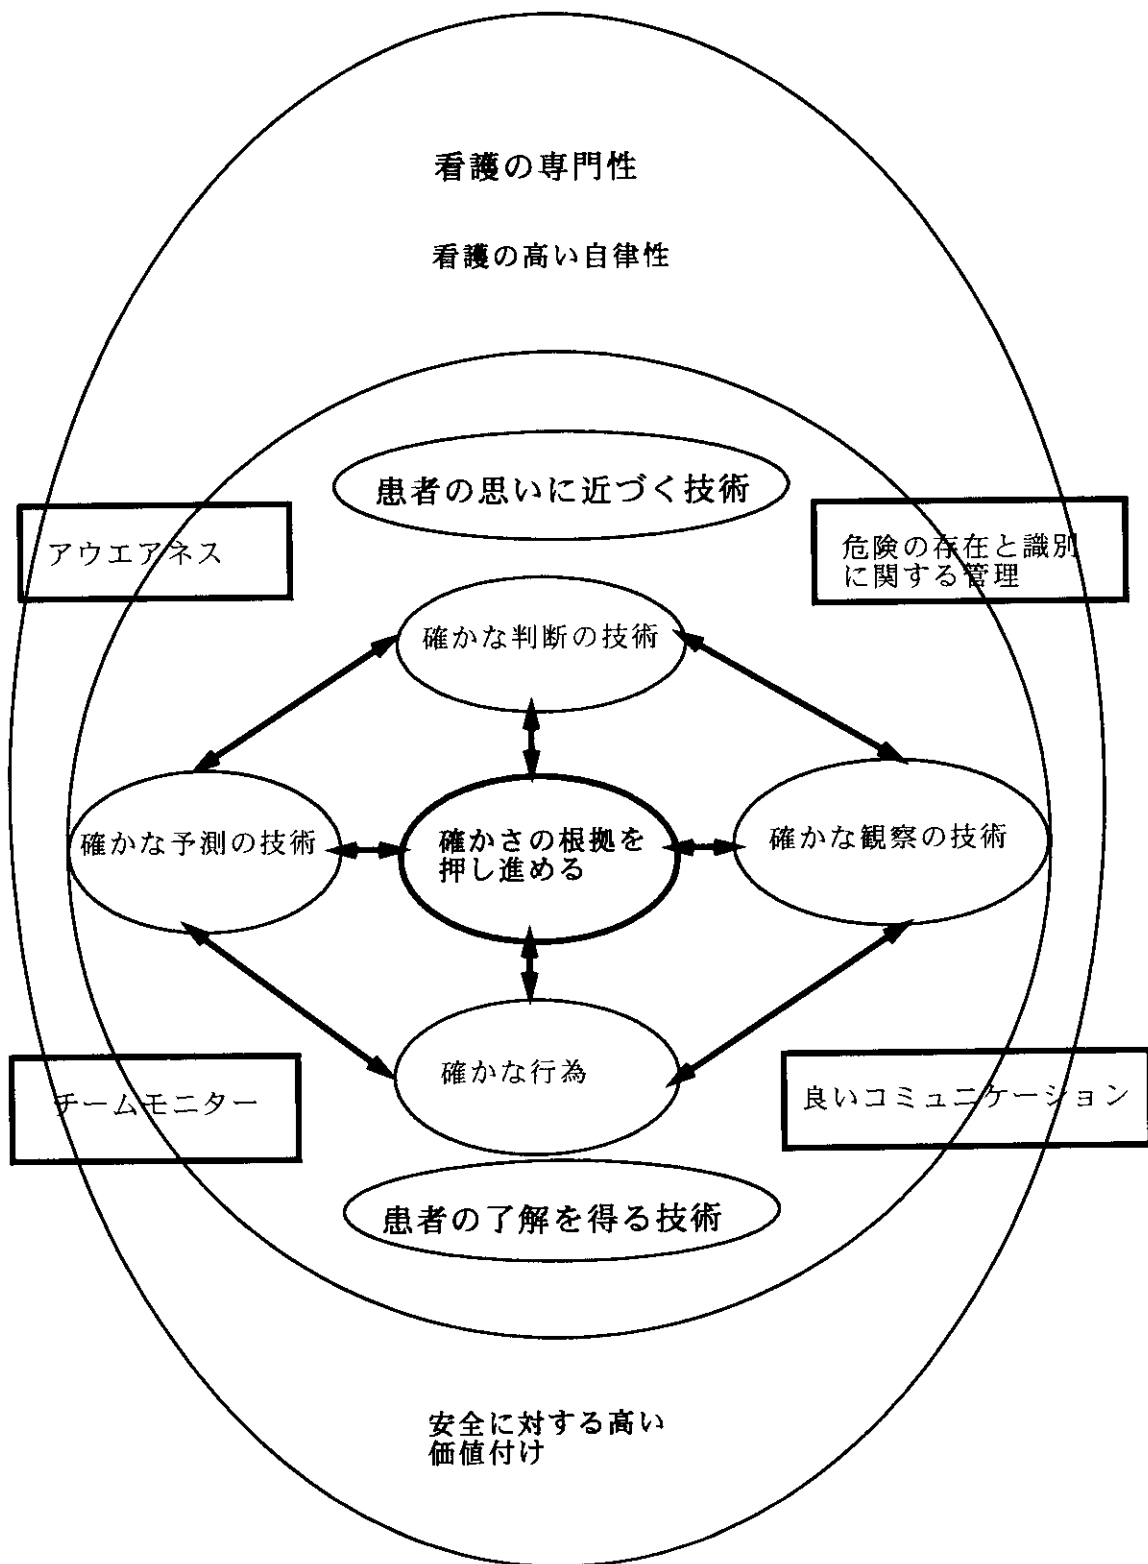 看護の専門性
看護の高い自律性
患者の思いに近づく技術
アウエアネス
危険の存在と識別
に関する管理
確かな判断の技術
確かな予測の技術
確かさの根拠を
押し進める
確かな観察の技術
確かな行為
チームモニター
良いコミュニケーション
患者の了解を得る技術
安全に対する高い
価値付け